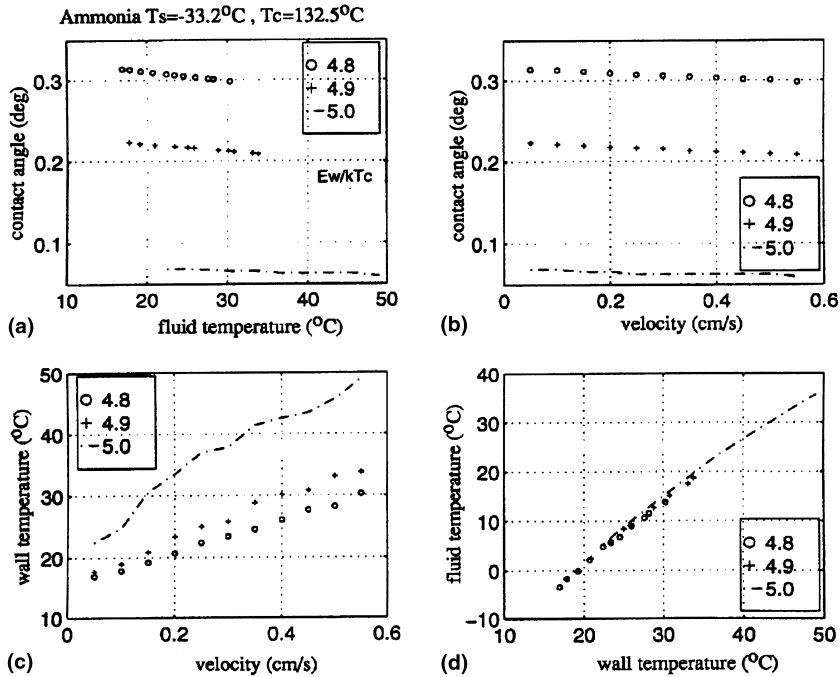 Ammonia Ts=-33.2°C , Tc=132.5°C
contact angle (deg)
0.3
0.2
0.1
o 4.8
+ 4.9
-- 5.0
Ew/kTc
10 20 30 40 50
fluid temperature (°C)
(a)
contact angle (deg)
0.3
0.2
0.1
o 4.8
+ 4.9
-·- 5.0
0 0.2 0.4 0.6
velocity (cm/s)
(b)
wall temperature (°C)
50
40
30
20
10
o 4.8
+ 4.9
-·- 5.0
0 0.2 0.4 0.6
velocity (cm/s)
(c)
fluid temperature (°C)
40
30
20
10
0
-10
o 4.8
+ 4.9
-- 5.0
10 20 30 40 50
wall temperature (°C)
(d)